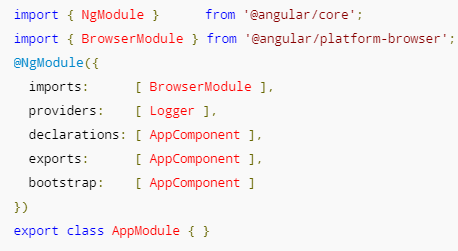 import { NgModule }      from '@angular/core';
import { BrowserModule } from '@angular/platform-browser';
@NgModule({
  imports:      [ BrowserModule ],
  providers:    [ Logger ],
  declarations: [ AppComponent ],
  exports:      [ AppComponent ],
  bootstrap:    [ AppComponent ]
})
export class AppModule { }